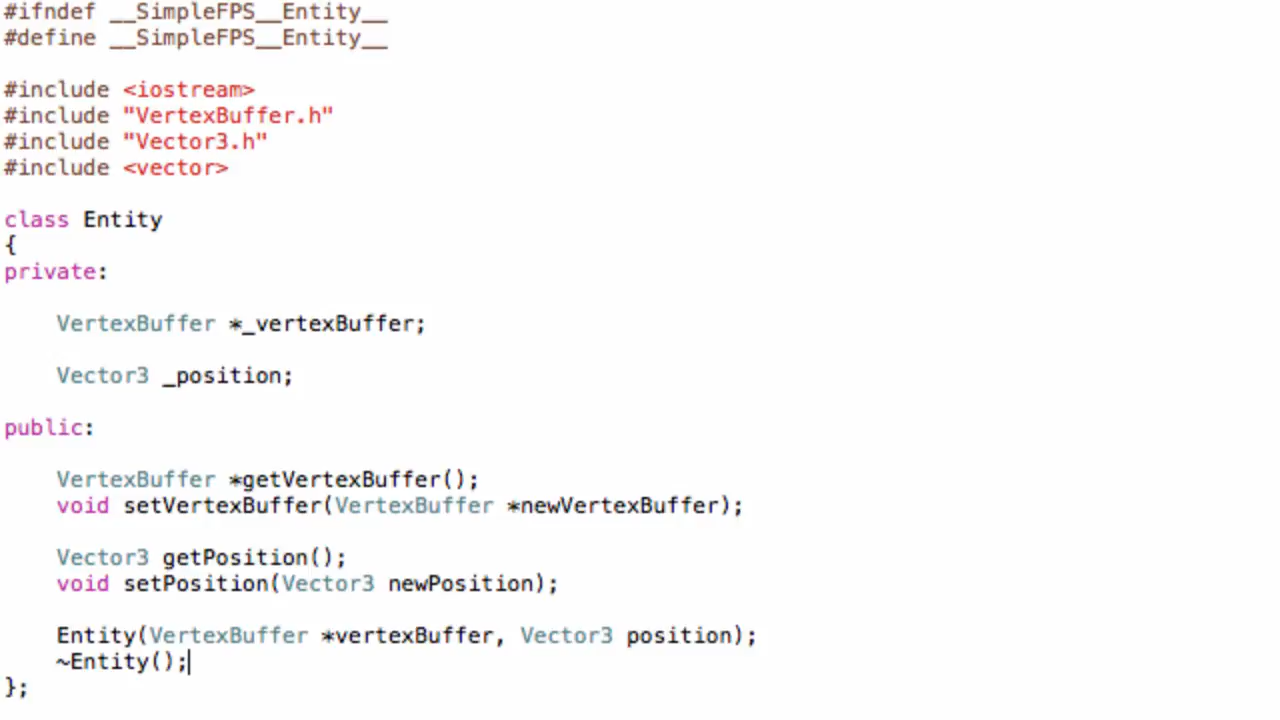 #ifndef __SimpleFPS__Entity__
#define __SimpleFPS__Entity__
#include <iostream>
#include "VertexBuffer.h"
#include "Vector3.h"
#include <vector>
class Entity
{
private:
VertexBuffer *_vertexBuffer;
Vector3 _position;
public:
VertexBuffer *getVertexBuffer();
void setVertexBuffer(VertexBuffer *newVertexBuffer);
Vector3 getPosition();
void setPosition(Vector3 newPosition);
Entity(VertexBuffer *vertexBuffer, Vector3 position);
~Entity();
};